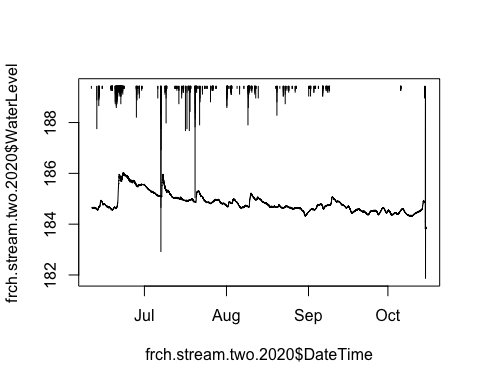 frch.stream.two.2020$WaterLevel
188
186
184
182
Jul
Aug
Sep
Oct
frch.stream.two.2020$DateTime